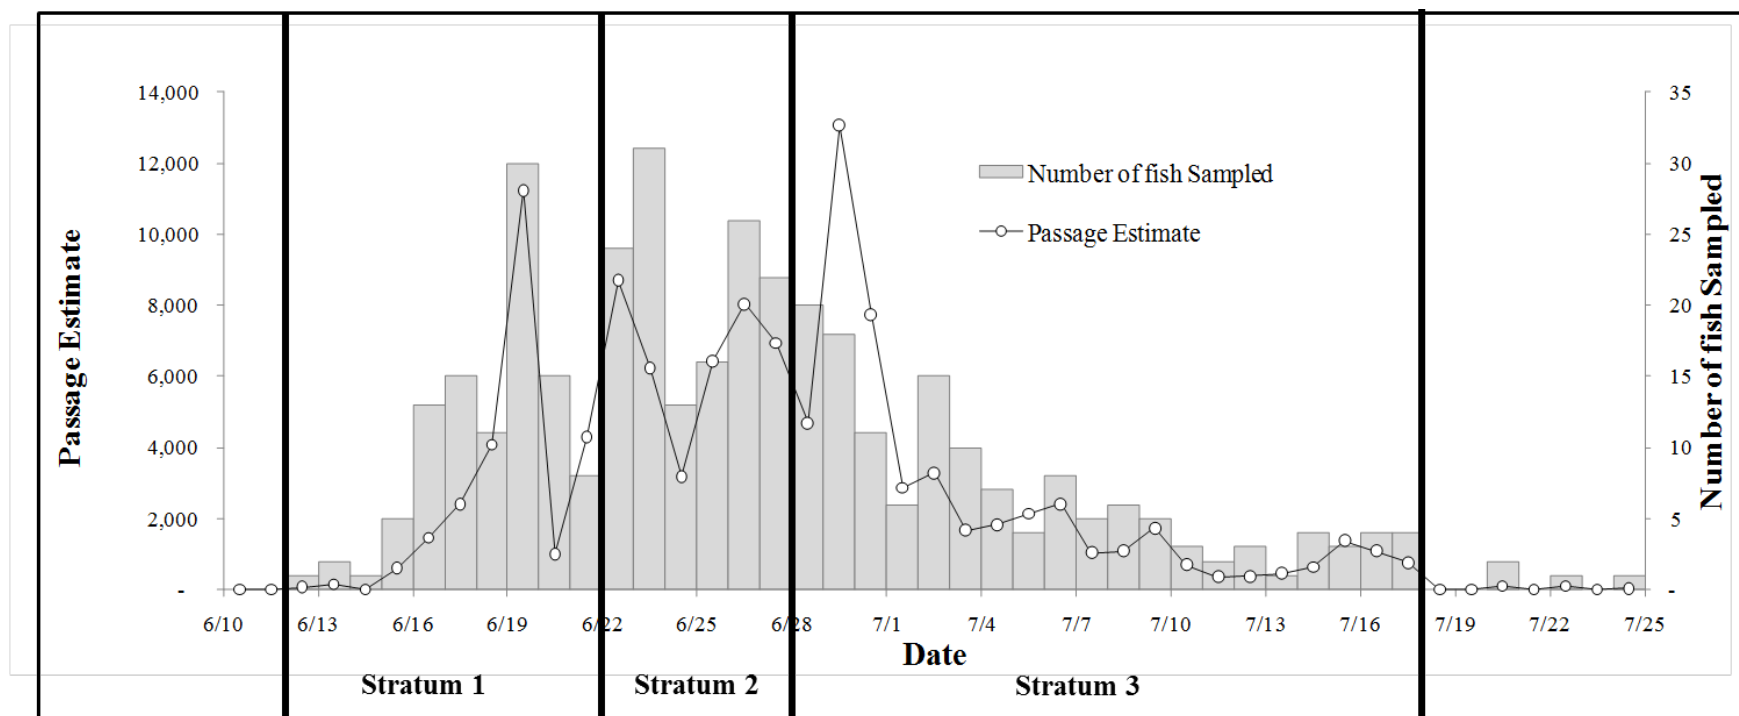 14,000
12,000
10,000
8,000
6,000
4,000
2,000
-
Passage Estimate
35
30
25
20
15
10
5
-
Number of fish Sampled
Number of fish Sampled
Passage Estimate
6/10 6/13 6/16 6/19 6/22 6/25 6/28 7/1 7/4 7/7 7/10 7/13 7/16 7/19 7/22 7/25
Date
Stratum 1 Stratum 2 Stratum 3